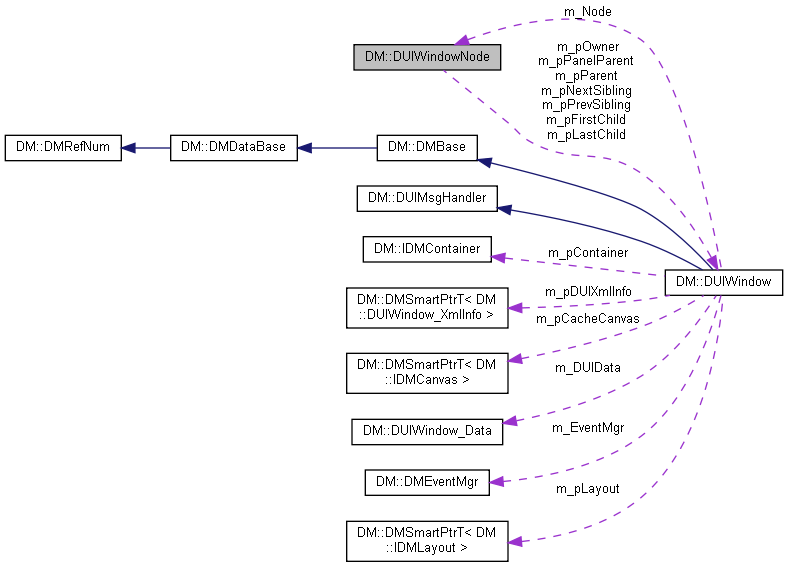 m_Node
DM::DUIWindowNode
m_pOwner
m_pPanelParent
m_pParent
m_pNextSibling
m_pPrevSibling
m_pFirstChild
m_pLastChild
DM::DMRefNum
DM::DMDataBase
DM::DMBase
DM::DUIMsgHandler
DM::IDMContainer
m_pContainer
DM::DUIWindow
DM::DMSmartPtrT< DM
::DUIWindow_XmlInfo >
m_pDUIXmlInfo
m_pCacheCanvas
DM::DMSmartPtrT< DM
::IDMCanvas >
m_DUIData
DM::DUIWindow_Data
m_EventMgr
DM::DMEventMgr
m_pLayout
DM::DMSmartPtrT< DM
::IDMLayout >